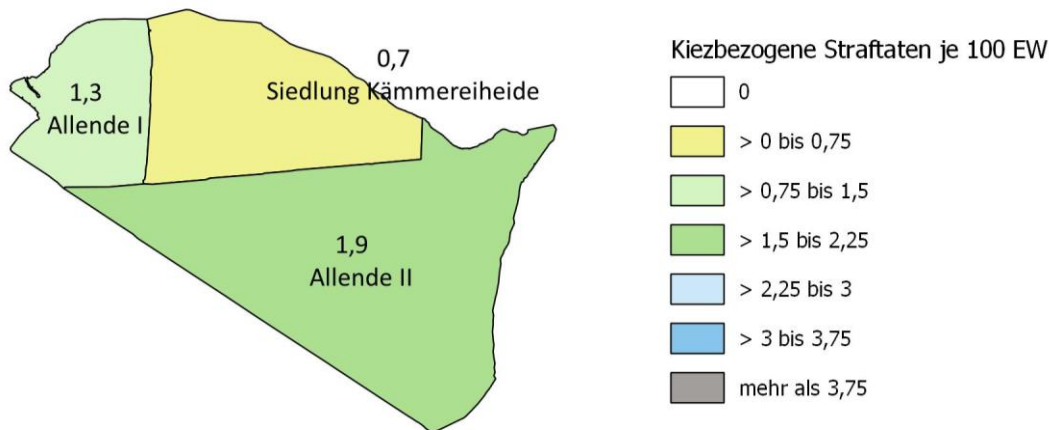 0,7
Siedlung Kämmereiheide
1,3
Allende I
1,9
Allende II
Kiezbezogene Straftaten je 100 EW
0
> 0 bis 0,75
> 0,75 bis 1,5
> 1,5 bis 2,25
> 2,25 bis 3
> 3 bis 3,75
mehr als 3,75